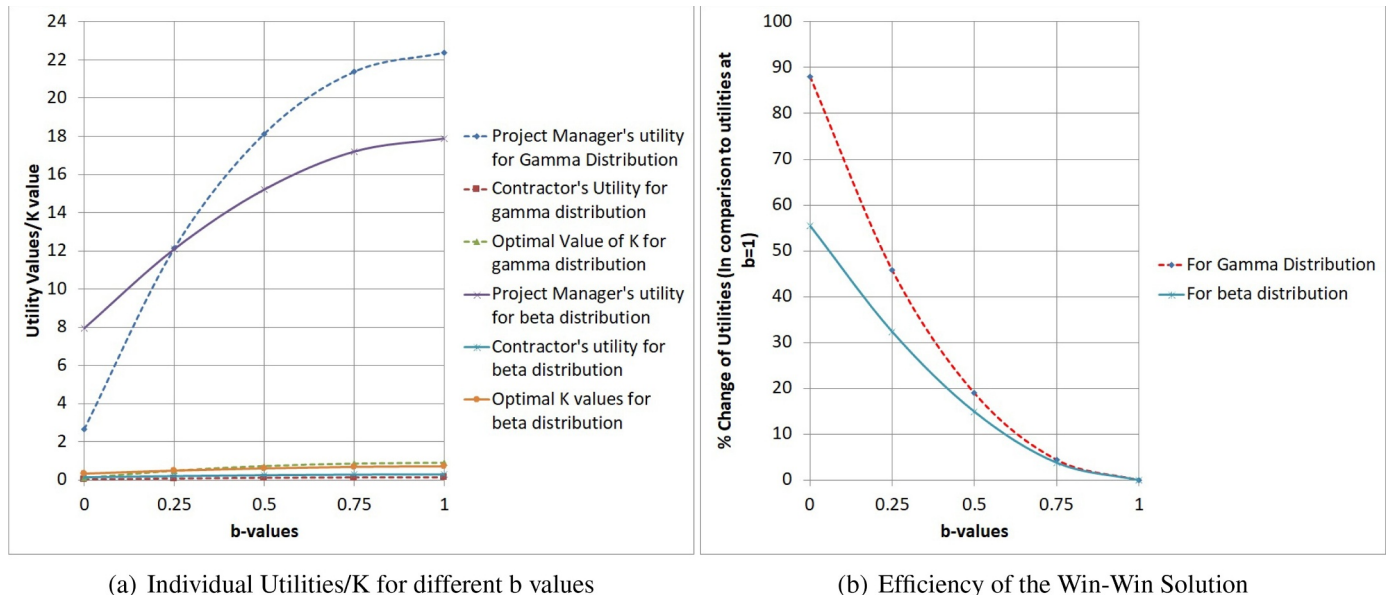 24
22
20
18
16
14
12
10
8
6
4
2
0
Utility Values/K value
0
0.25
0.5
0.75
1
b-values
Project Manager's utility
for Gamma Distribution
Contractor's Utility for
gamma distribution
Optimal Value of K for
gamma distribution
Project Manager's utility
for beta distribution
Contractor's utility for
beta distribution
Optimal K values for
beta distribution
(a) Individual Utilities/K for different b values
100
90
80
70
60
50
40
30
20
10
0
% Change of Utilities (In comparison to utilities at
b=1)
0
0.25
0.5
0.75
1
b-values
For Gamma Distribution
For beta distribution
(b) Efficiency of the Win-Win Solution